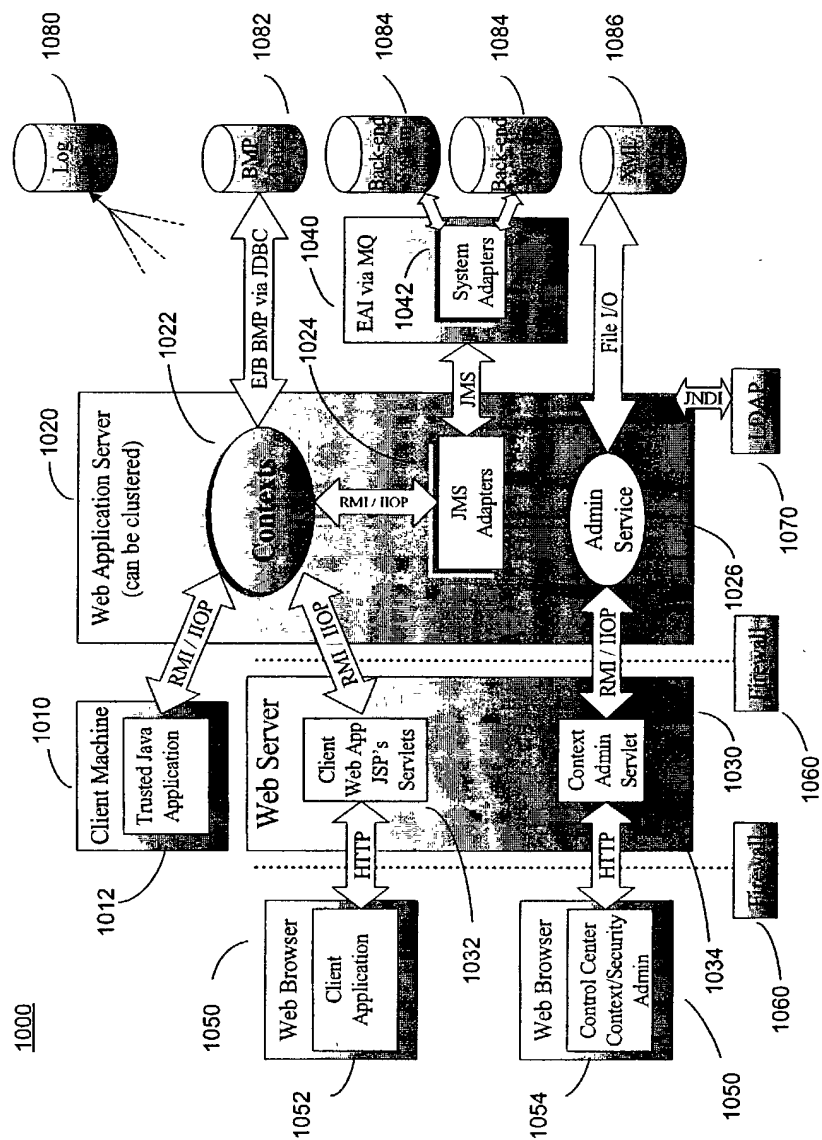 1000
1050
Web Browser
Client
Application
1052
Web Browser
Control Center
Context/Security
Admin
1054
1050
HTTP
HTTP
1010
Client Machine
Trusted Java
Application
1012
Web Server
Client
Web App
JSP's
Servlets
1032
Context
Admin
Servlet
1034
1030
Firewall
1060
Firewall
1060
RMI / IIOP
RMI / IIOP
RMI / IIOP
1020
Web Application Server
(can be clustered)
Contexts
1022
RMI / IIOP
1024
JMS
Adapters
Admin
Service
1026
EJB BMP via JDBC
JMS
File I/O
JNDI
LDAP
1070
1040
EAI via MQ
1042
System
Adapters
Log
1080
BMP
1082
Back-end
1084
Back-end
1084
XML
1086